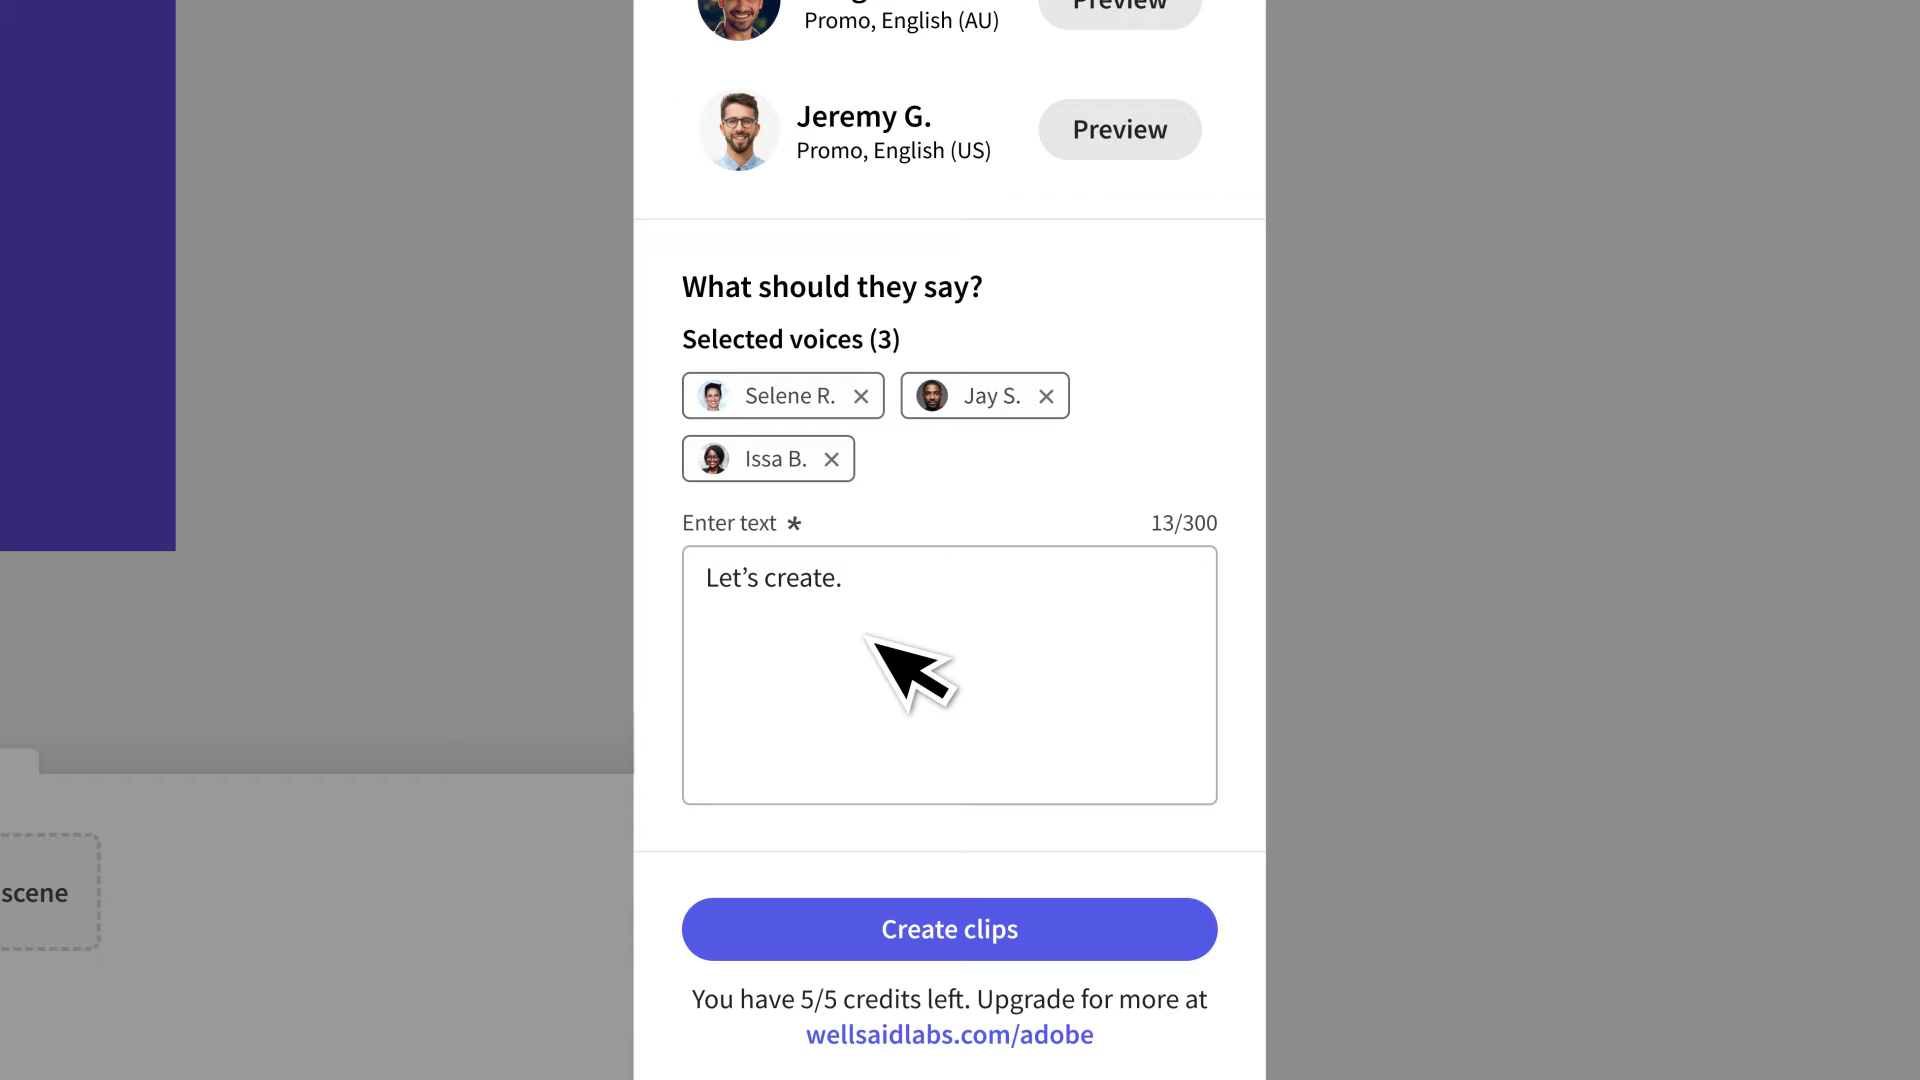 Promo, English (AU)
Preview
Jeremy G.
Promo, English (US)
Preview
What should they say?
Selected voices (3)
Selene R.
Jay S.
Issa B.
Enter text *
13/300
Let’s create.
scene
Create clips
You have 5/5 credits left. Upgrade for more at
wellsaidlabs.com/adobe